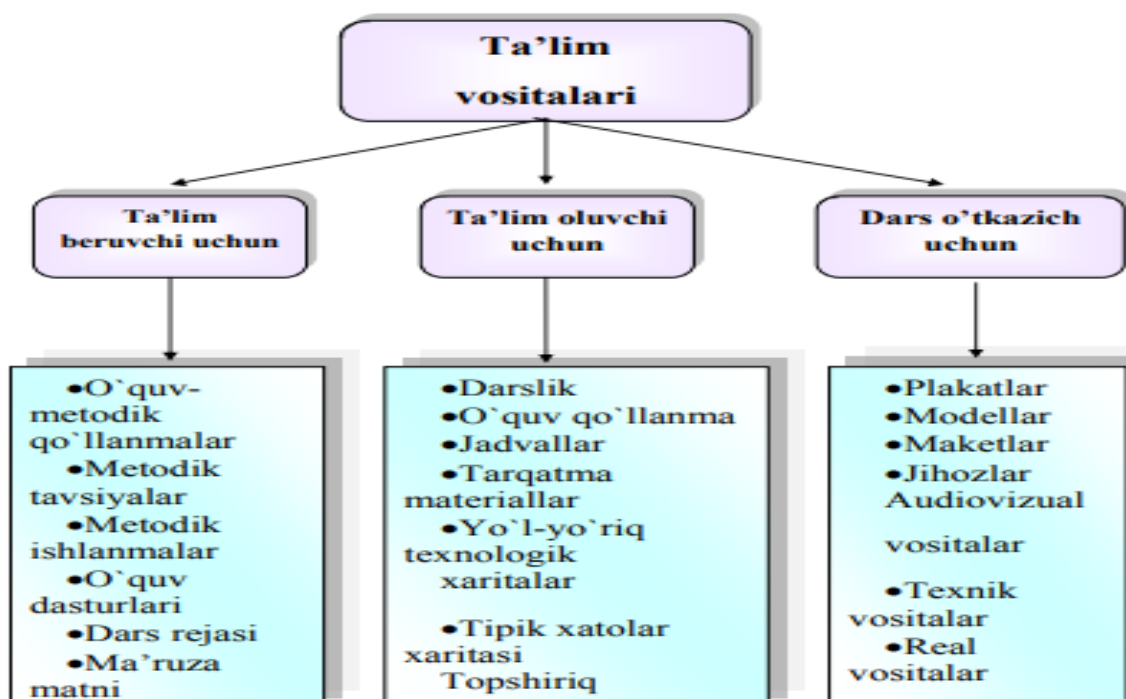 Ta’lim
vositalari
Ta’lim
beruvchi uchun
Ta’lim oluvchi
uchun
Dars o’tkazich
uchun
•O`quv-
metodik
qo`llanmalar
•Metodik
tavsiyalar
•Metodik
ishlanmalar
•O`quv
dasturlari
•Dars rejasi
•Ma’ruza
matni
•Darslik
•O`quv qo`llanma
•Jadvallar
•Tarqatma
materiallar
•Yo`l-yo`riq
texnologik
xaritalar
•Tipik xatolar
xaritasi
Topshiriq
•Plakatlar
•Modellar
•Maketlar
•Jihozlar
Audiovizual
vositalar
•Texnik
vositalar
•Real
vositalar